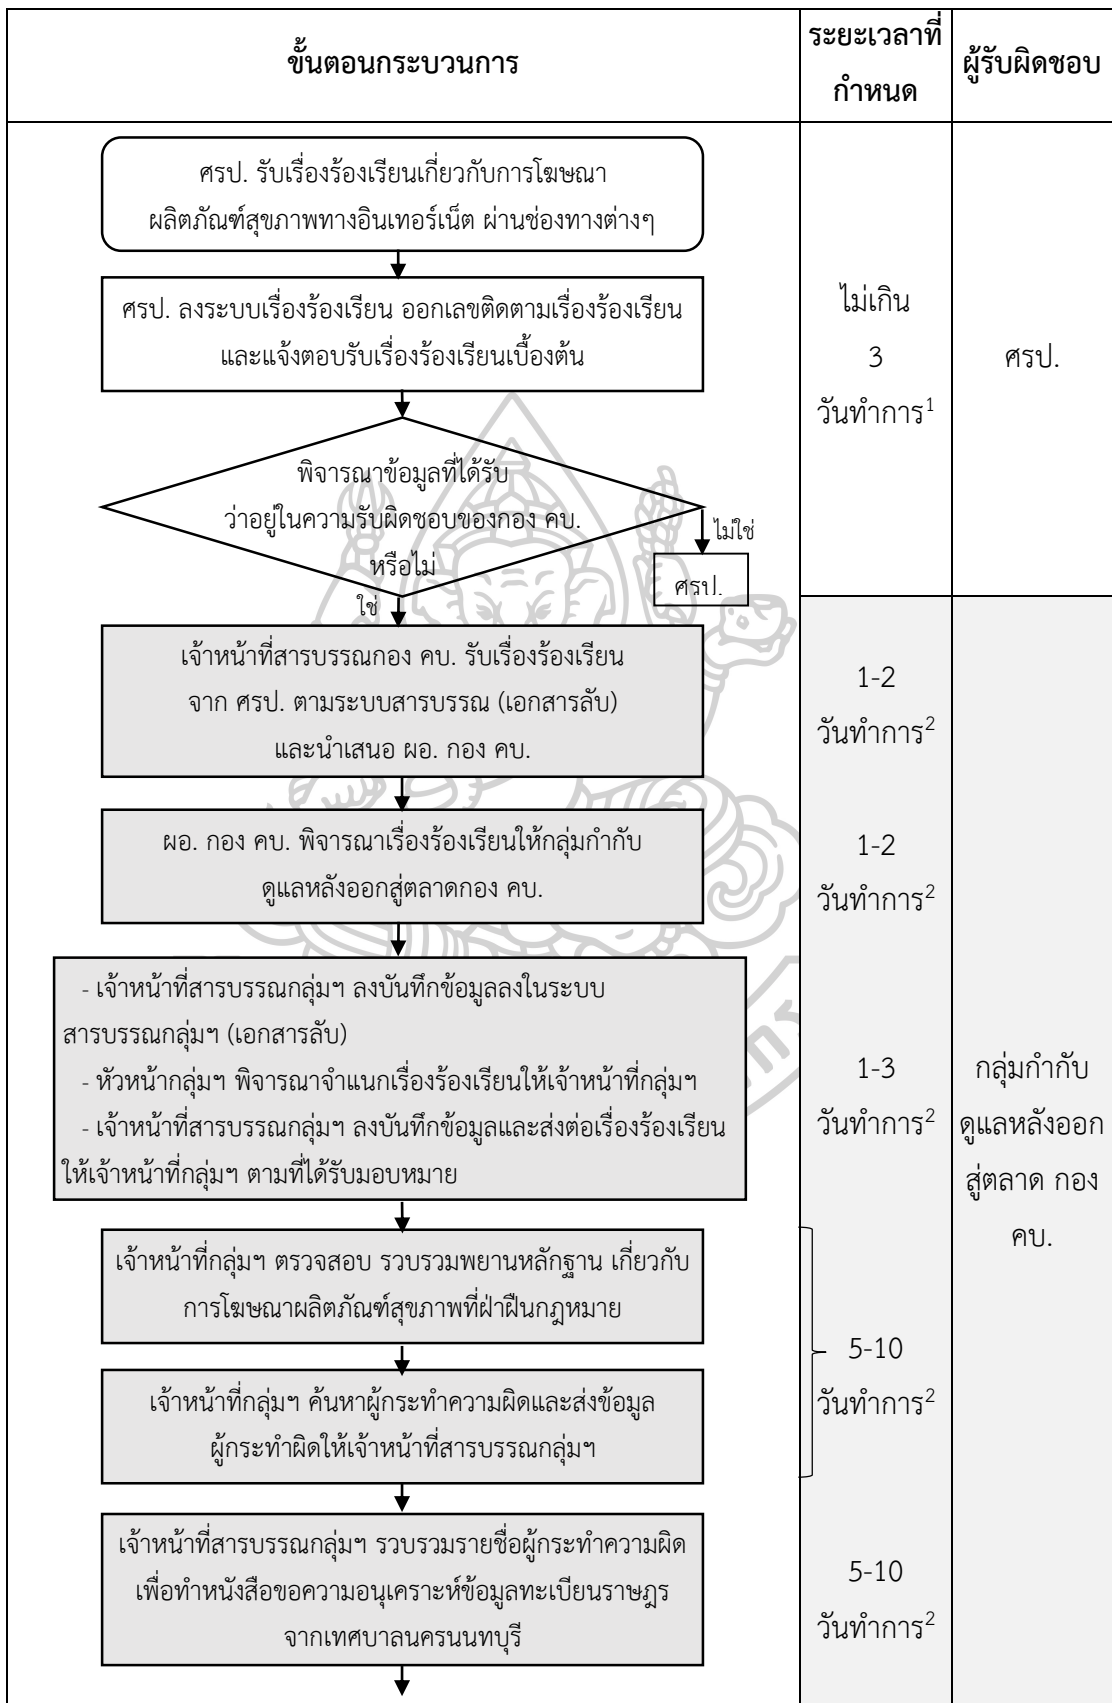 ขั้นตอนกระบวนการ
ระยะเวลาที่
กำหนด
ผู้รับผิดชอบ
ศรป. รับเรื่องร้องเรียนเกี่ยวกับการโฆษณา
ผลิตภัณฑ์สุขภาพทางอินเทอร์เน็ต ผ่านช่องทางต่างๆ
ศรป. ลงระบบเรื่องร้องเรียน ออกเลขติดตามเรื่องร้องเรียน
และแจ้งตอบรับเรื่องร้องเรียนเบื้องต้น
ไม่เกิน
3
วันทำการ1
ศรป.
พิจารณาข้อมูลที่ได้รับ
ว่าอยู่ในความรับผิดชอบของกอง คบ.
หรือไม่
ไม่ใช่
ศรป.
ใช่
เจ้าหน้าที่สารบรรณกอง คบ. รับเรื่องร้องเรียน
จาก ศรป. ตามระบบสารบรรณ (เอกสารลับ)
และนำเสนอ ผอ. กอง คบ.
1-2
วันทำการ2
ผอ. กอง คบ. พิจารณาเรื่องร้องเรียนให้กลุ่มกำกับ
ดูแลหลังออกสู่ตลาดกอง คบ.
1-2
วันทำการ2
- เจ้าหน้าที่สารบรรณกลุ่มฯ ลงบันทึกข้อมูลลงในระบบ
สารบรรณกลุ่มฯ (เอกสารลับ)
- หัวหน้ากลุ่มฯ พิจารณาจำแนกเรื่องร้องเรียนให้เจ้าหน้าที่กลุ่มฯ
- เจ้าหน้าที่สารบรรณกลุ่มฯ ลงบันทึกข้อมูลและส่งต่อเรื่องร้องเรียน
ให้เจ้าหน้าที่กลุ่มฯ ตามที่ได้รับมอบหมาย
1-3
วันทำการ2
กลุ่มกำกับ
ดูแลหลังออก
สู่ตลาด กอง
คบ.
เจ้าหน้าที่กลุ่มฯ ตรวจสอบ รวบรวมพยานหลักฐาน เกี่ยวกับ
การโฆษณาผลิตภัณฑ์สุขภาพที่ฝ่าฝืนกฎหมาย
เจ้าหน้าที่กลุ่มฯ ค้นหาผู้กระทำความผิดและส่งข้อมูล
ผู้กระทำผิดให้เจ้าหน้าที่สารบรรณกลุ่มฯ
5-10
วันทำการ2
เจ้าหน้าที่สารบรรณกลุ่มฯ รวบรวมรายชื่อผู้กระทำความผิด
เพื่อทำหนังสือขอความอนุเคราะห์ข้อมูลทะเบียนราษฎร
จากเทศบาลนครนนทบุรี
5-10
วันทำการ2